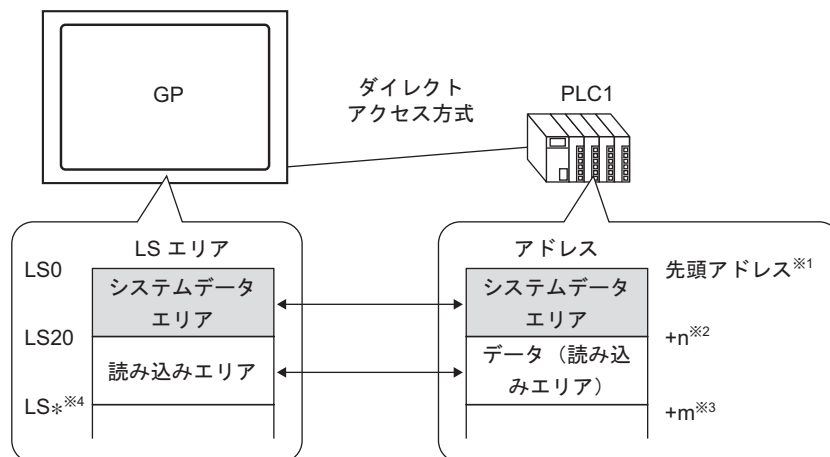 GP
ダイレクト
アクセス方式
PLC1
LS エリア
LS0
システムデータ
エリア
LS20
読み込みエリア
LS＊※4
アドレス
先頭アドレス※1
システムデータ
エリア
+n※2
データ（読み込
みエリア）
+m※3